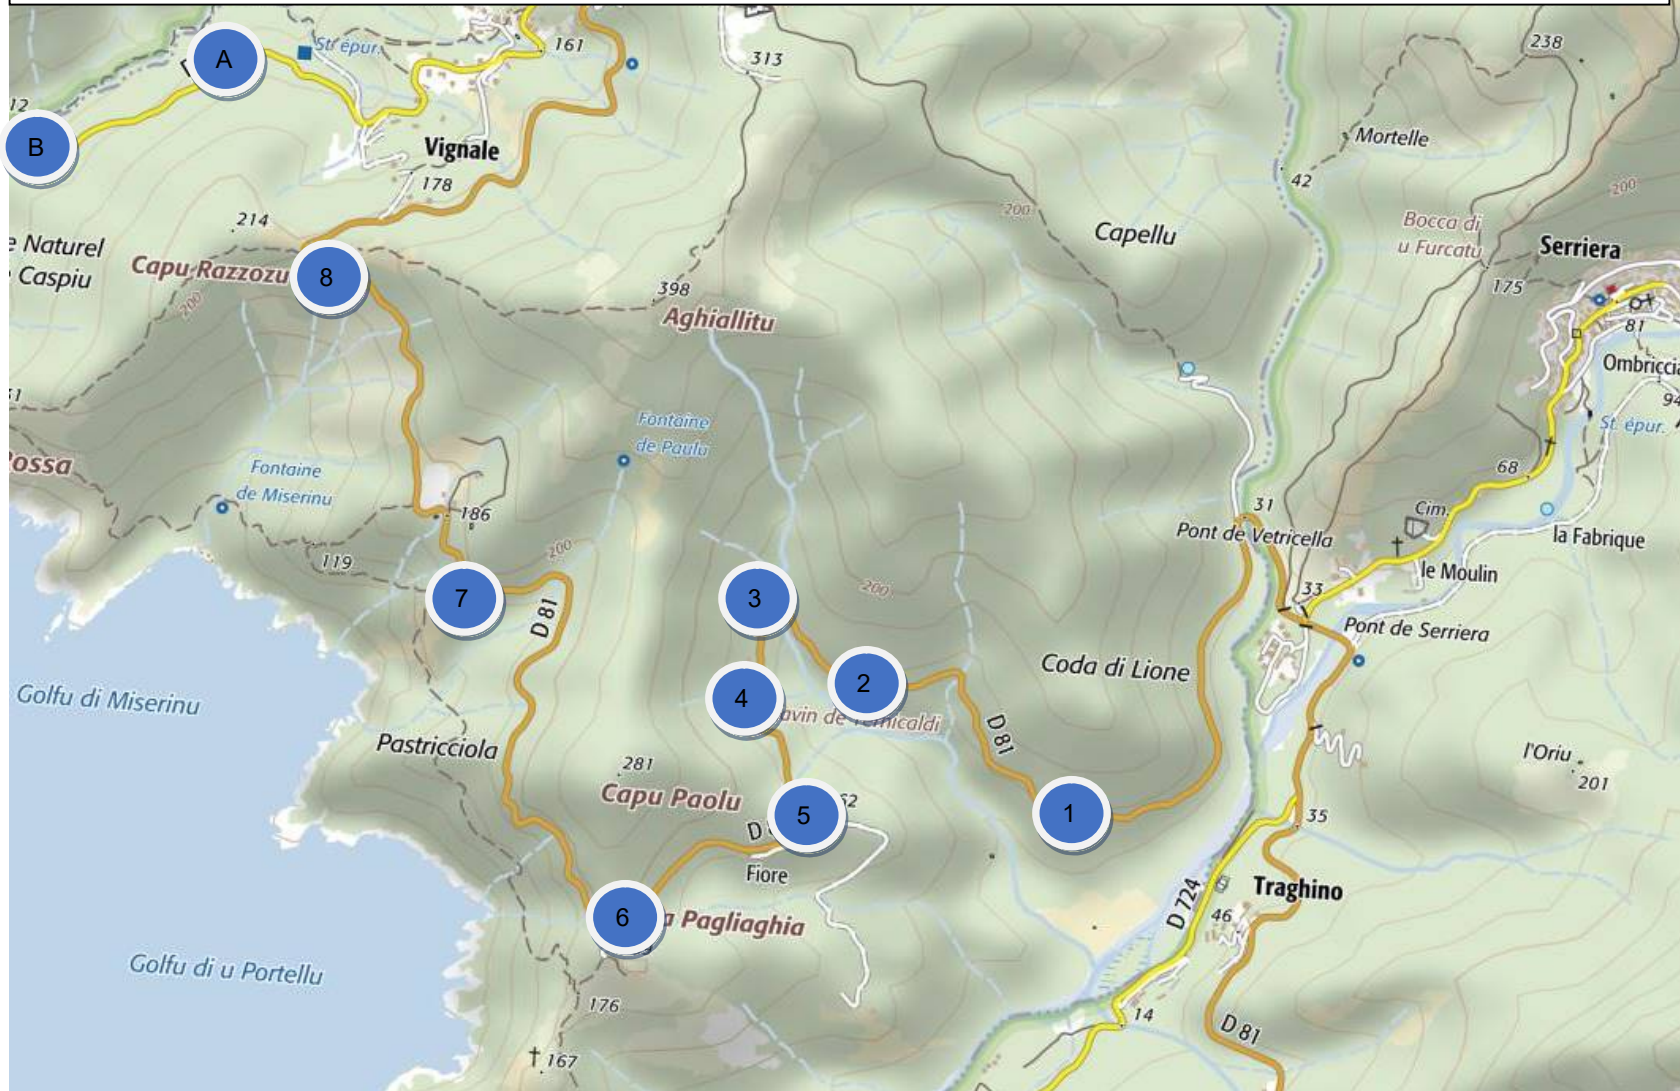 A
St. épur.
161
313
238
12
B
Vignale
Mortelle
178
42
200
214
200
Capellu
Bocca di
u Furcatu
Serriera
e Naturel
Caspiu
Capu Razzozu
8
200
398
Aghiallitu
175
81
Ombriccia
94
Fontaine
de Paulu
St. épur.
Fontaine
de Miserinu
186
68
Cim.
31
Pont de Vetricella
la Fabrique
119
200
200
le Moulin
33
7
D 81
3
Pont de Serriera
Golfu di Miserinu
4
2
Coda di Lione
D 81
Pastricciola
281
Capu Paolu
l'Oriu
201
5
62
1
35
D
Fiore
Traghino
D 724
46
6
a Pagliaghia
Golfu di u Portellu
176
14
D 81
167